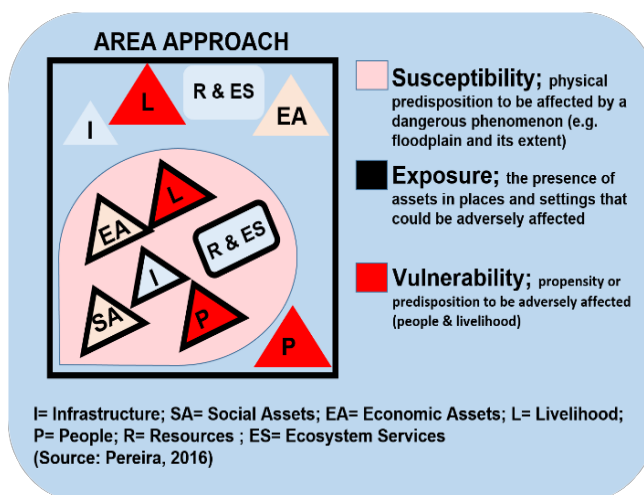 AREA APPROACH
L
R & ES
I
EA
L
EA
R & ES
I
SA
P
P
Susceptibility; physical
predisposition to be affected by a
dangerous phenomenon (e.g.
floodplain and its extent)
Exposure; the presence of
assets in places and settings that
could be adversely affected
Vulnerability; propensity or
predisposition to be adversely affected
(people & livelihood)
I= Infrastructure; SA= Social Assets; EA= Economic Assets; L= Livelihood;
P= People; R= Resources ; ES= Ecosystem Services
(Source: Pereira, 2016)